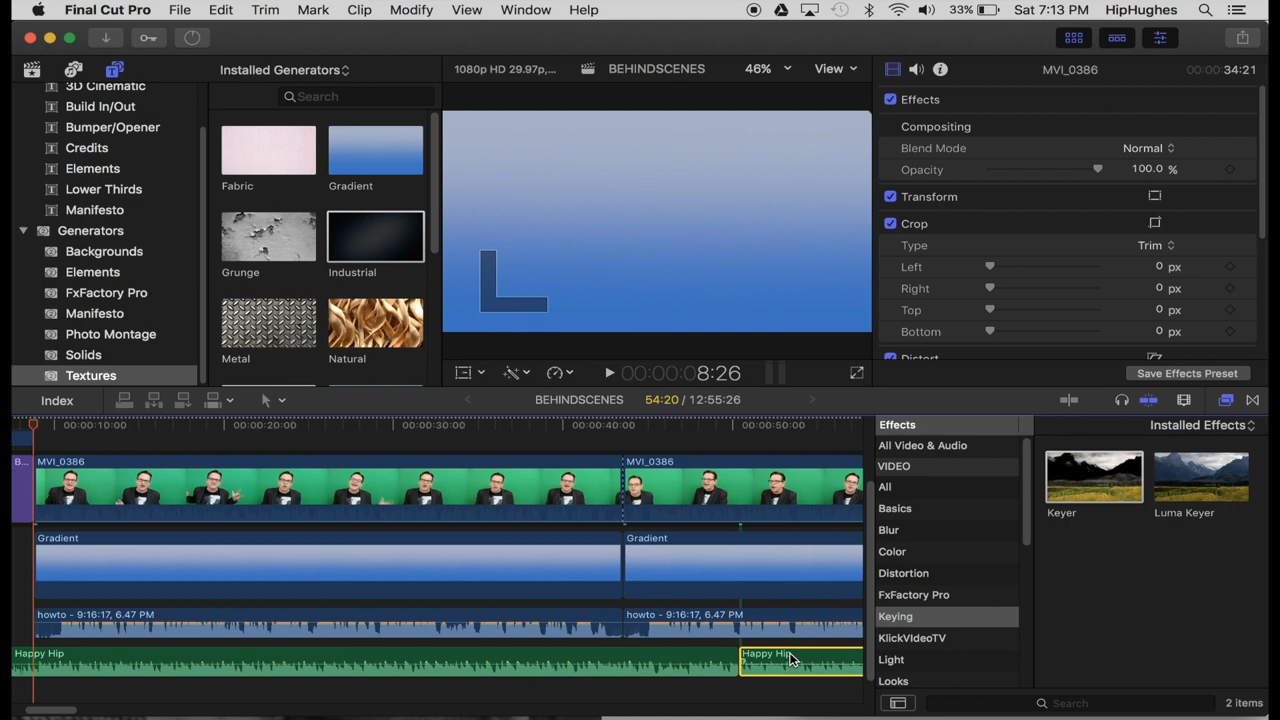 Final Cut Pro File Edit Trim Mark Clip Modify View Window Help 33% Sat 7:13 PM HipHughes
Installed Generators 1080p HD 29.97p,... BEHINDSCENES 46% View MVI_0386 00:00:34:21
Search
3D Cinematic
Build In/Out
Bumper/Opener
Credits
Elements
Lower Thirds
Manifesto
Generators
Backgrounds
Elements
FxFactory Pro
Manifesto
Photo Montage
Solids
Textures
Fabric Gradient
Grunge Industrial
Metal Natural
00:00:00:08:26
Effects
Compositing
Blend Mode Normal
Opacity 100.0 %
Transform
Crop
Type Trim
Left 0 px
Right 0 px
Top 0 px
Bottom 0 px
Distort
Save Effects Preset
Index BEHINDSCENES 54:20 / 12:55:26
00:00:10:00 00:00:20:00 00:00:30:00 00:00:40:00 00:00:50:00
B... MVI_0386 MVI_0386
Gradient Gradient
howto - 9:16:17, 6.47 PM howto - 9:16:17, 6.47 PM
Happy Hip Happy Hip
Effects Installed Effects
All Video & Audio
VIDEO
All
Basics
Blur
Color
Distortion
FxFactory Pro
Keying
KlickVIdeoTV
Light
Looks
Keyer Luma Keyer
Search 2 items